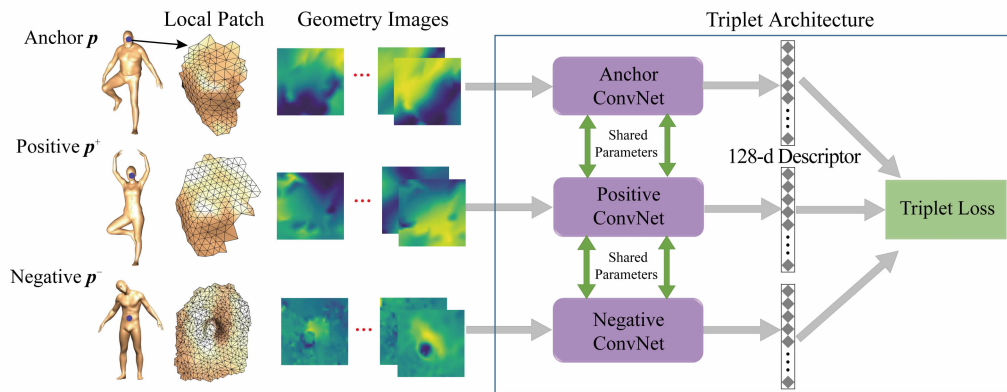 Local Patch
Geometry Images
Triplet Architecture
Anchor p
Anchor
ConvNet
Shared
Parameters
Positive p⁺
128-d Descriptor
Positive
ConvNet
Triplet Loss
Shared
Parameters
Negative p⁻
Negative
ConvNet